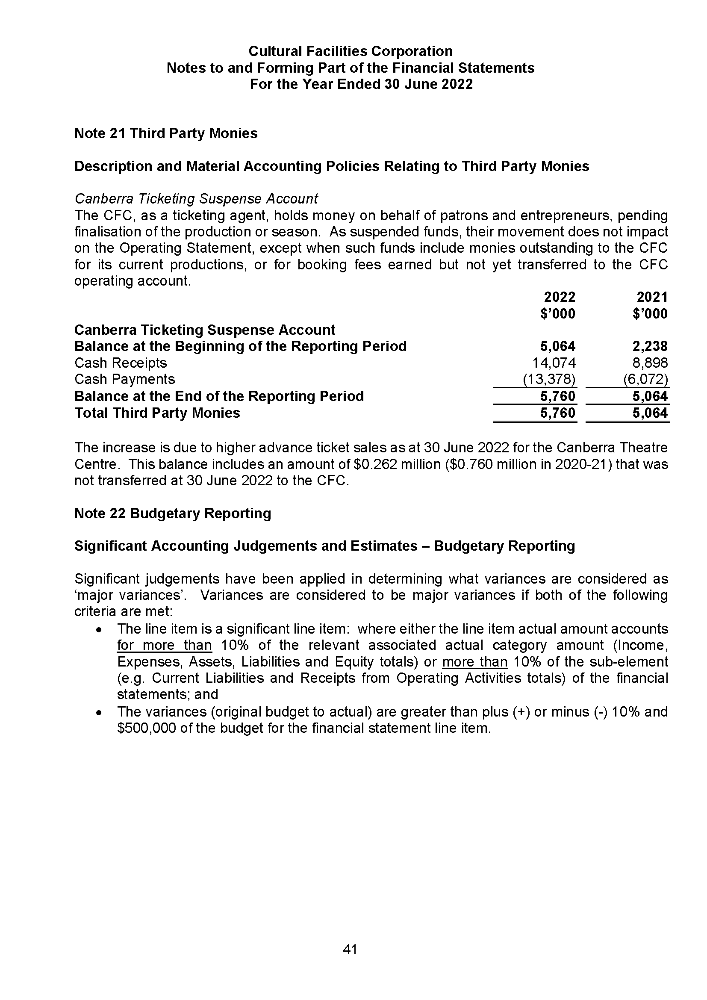 Cultural Facilities Corporation
Notes to and Forming Part of the Financial Statements
For the Year Ended 30 June 2022
Note 21 Third Party Monies
Description and Material Accounting Policies Relating to Third Party Monies
Canberra Ticketing Suspense Account
The CFC, as a ticketing agent, holds money on behalf of patrons and entrepreneurs, pending
finalisation of the production or season. As suspended funds, their movement does not impact
on the Operating Statement, except when such funds include monies outstanding to the CFC
for its current productions, or for booking fees earned but not yet transferred to the CFC
operating account.
2022 2021
$’000 $’000
Canberra Ticketing Suspense Account
Balance at the Beginning of the Reporting Period 5,064 2,238
Cash Receipts 14,074 8,898
Cash Payments (13,378) (6,072)
Balance at the End of the Reporting Period 5,760 5,064
Total Third Party Monies 5,760 5,064
The increase is due to higher advance ticket sales as at 30 June 2022 for the Canberra Theatre
Centre. This balance includes an amount of $0.262 million ($0.760 million in 2020-21) that was
not transferred at 30 June 2022 to the CFC.
Note 22 Budgetary Reporting
Significant Accounting Judgements and Estimates – Budgetary Reporting
Significant judgements have been applied in determining what variances are considered as
‘major variances’. Variances are considered to be major variances if both of the following
criteria are met:
• The line item is a significant line item: where either the line item actual amount accounts
for more than 10% of the relevant associated actual category amount (Income,
Expenses, Assets, Liabilities and Equity totals) or more than 10% of the sub-element
(e.g. Current Liabilities and Receipts from Operating Activities totals) of the financial
statements; and
• The variances (original budget to actual) are greater than plus (+) or minus (-) 10% and
$500,000 of the budget for the financial statement line item.
41